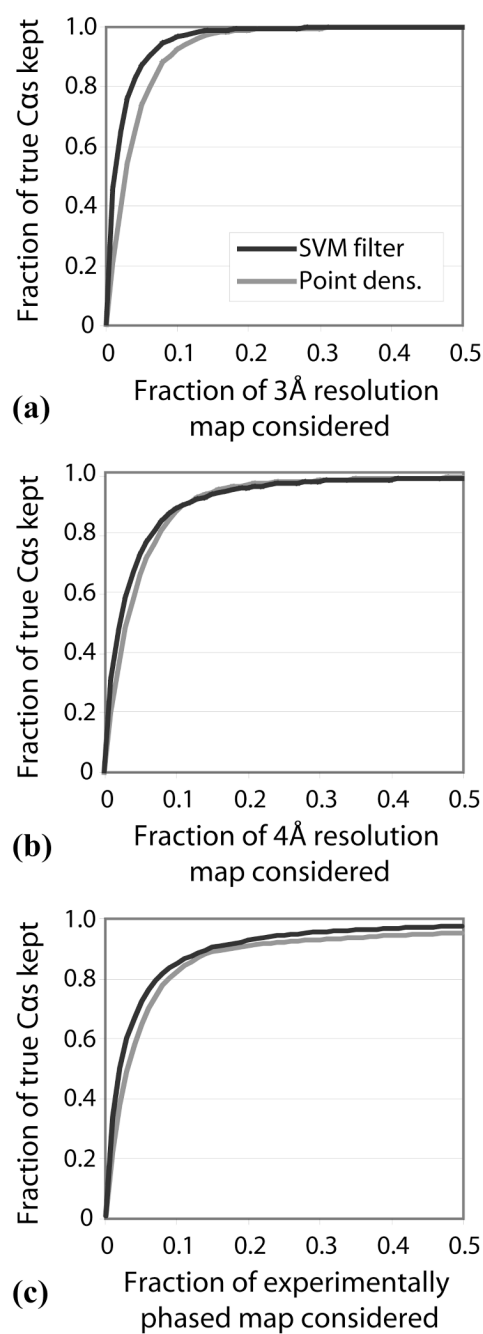 Fraction of true Cαs kept
1.0
0.8
0.6
0.4
0.2
0
SVM filter
Point dens.
0 0.1 0.2 0.3 0.4 0.5
Fraction of 3Å resolution
map considered
(a)
Fraction of true Cαs kept
1.0
0.8
0.6
0.4
0.2
0
0 0.1 0.2 0.3 0.4 0.5
Fraction of 4Å resolution
map considered
(b)
Fraction of true Cαs kept
1.0
0.8
0.6
0.4
0.2
0
0 0.1 0.2 0.3 0.4 0.5
Fraction of experimentally
phased map considered
(c)